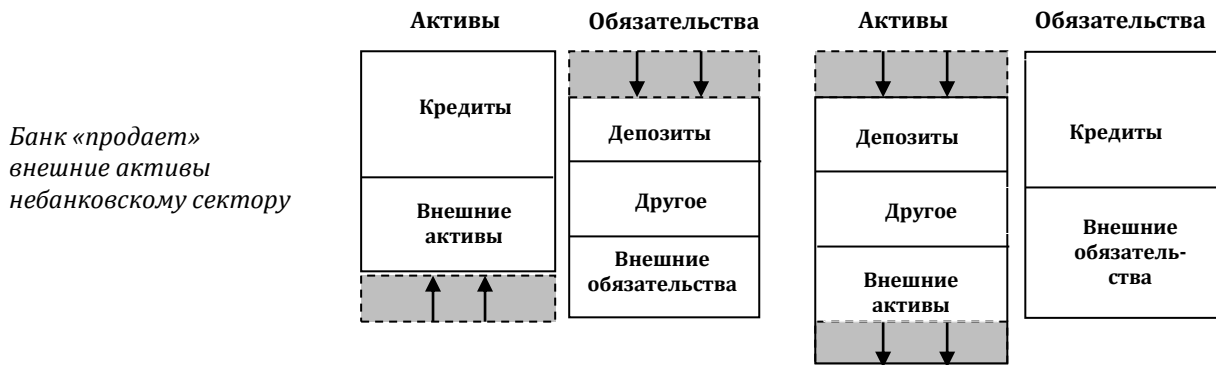 Активы
Обязательства
Активы
Обязательства
Банк «продает»
внешние активы
небанковскому сектору
Кредиты
Внешние
активы
Депозиты
Другое
Внешние
обязательства
Депозиты
Другое
Внешние
активы
Кредиты
Внешние
обязатель-
ства